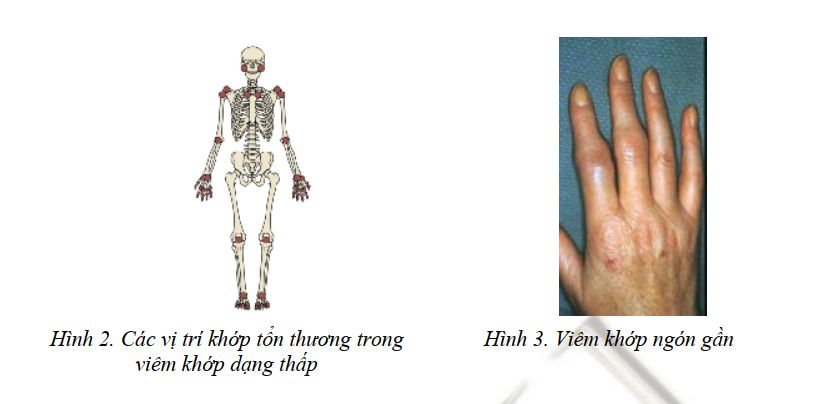 Hình 2. Các vị trí khớp tổn thương trong
viêm khớp dạng thấp
Hình 3. Viêm khớp ngón gần